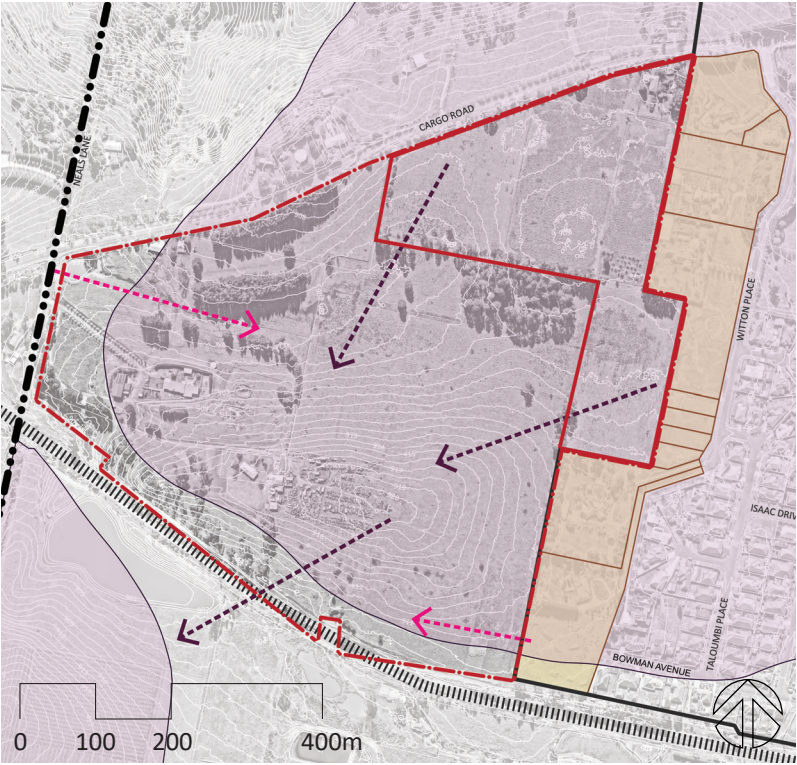 CARGO ROAD
NEALS LANE
WITTON PLACE
ISAAC DRIV
TALOUMBI PLACE
BOWMAN AVENUE
0 100 200 400m